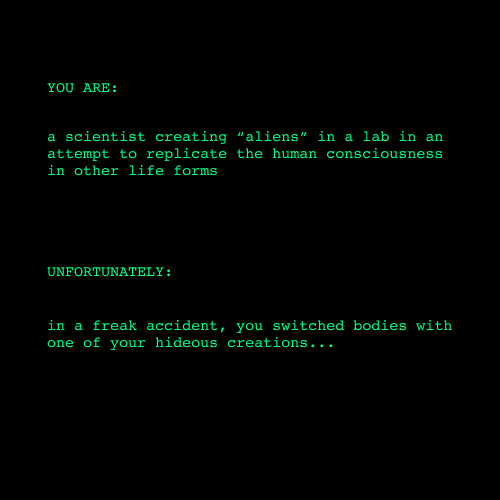 YOU ARE:
a scientist creating “aliens” in a lab in an
attempt to replicate the human consciousness
in other life forms
UNFORTUNATELY:
in a freak accident, you switched bodies with
one of your hideous creations...